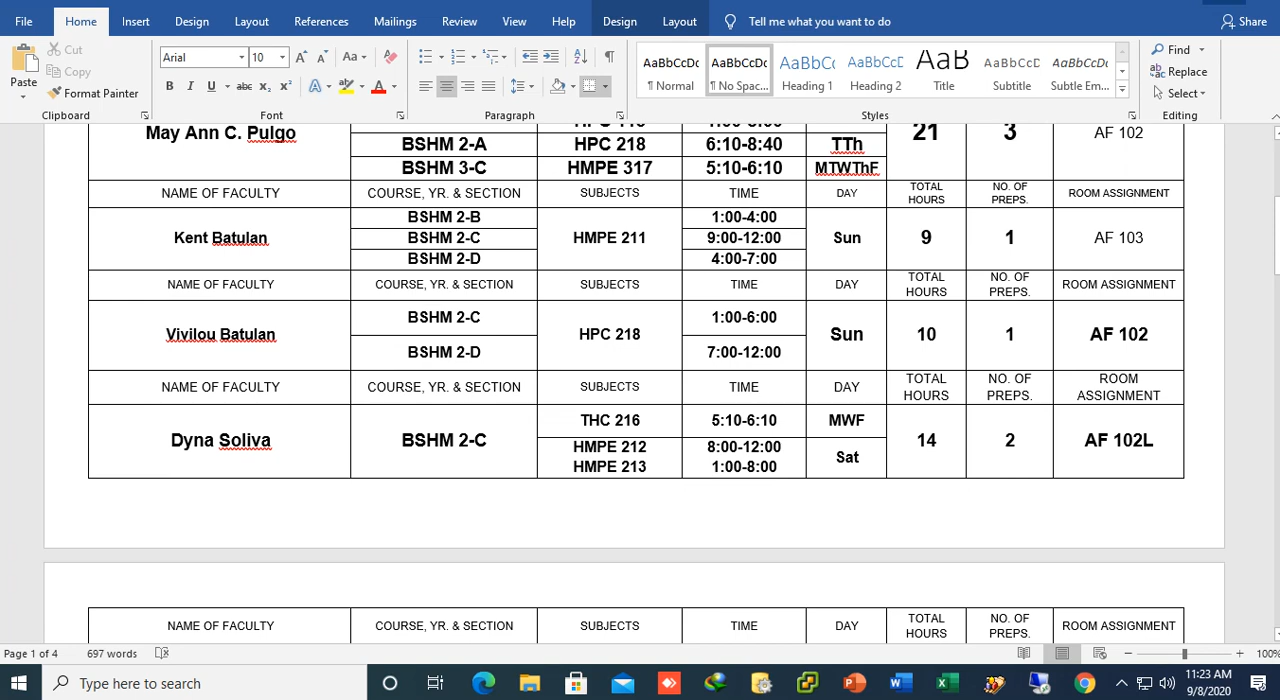 File Home Insert Design Layout References Mailings Review View Help Design Layout Tell me what you want to do Share
Cut
Copy
Format Painter
Paste
Clipboard
Arial 10
Font
Paragraph
AaBbCcDc AaBbCcDc AaBbCc AaBbCcE AaB AaBbCcE AaBbCcDc
¶ Normal ¶ No Spac... Heading 1 Heading 2 Title Subtitle Subtle Em...
Styles
Find
Replace
Select
Editing
May Ann C. Pulgo 21 3 AF 102
BSHM 2-A HPC 218 6:10-8:40 TTh
BSHM 3-C HMPE 317 5:10-6:10 MTWThF
NAME OF FACULTY COURSE, YR. & SECTION SUBJECTS TIME DAY TOTAL HOURS NO. OF PREPS. ROOM ASSIGNMENT
BSHM 2-B 1:00-4:00
Kent Batulan BSHM 2-C HMPE 211 9:00-12:00 Sun 9 1 AF 103
BSHM 2-D 4:00-7:00
NAME OF FACULTY COURSE, YR. & SECTION SUBJECTS TIME DAY TOTAL HOURS NO. OF PREPS. ROOM ASSIGNMENT
BSHM 2-C 1:00-6:00
Vivilou Batulan HPC 218 Sun 10 1 AF 102
BSHM 2-D 7:00-12:00
NAME OF FACULTY COURSE, YR. & SECTION SUBJECTS TIME DAY TOTAL HOURS NO. OF PREPS. ROOM ASSIGNMENT
THC 216 5:10-6:10 MWF
Dyna Soliva BSHM 2-C 14 2 AF 102L
HMPE 212 8:00-12:00 Sat
HMPE 213 1:00-8:00
NAME OF FACULTY COURSE, YR. & SECTION SUBJECTS TIME DAY TOTAL HOURS NO. OF PREPS. ROOM ASSIGNMENT
Page 1 of 4 697 words 100%
Type here to search
11:23 AM
9/8/2020